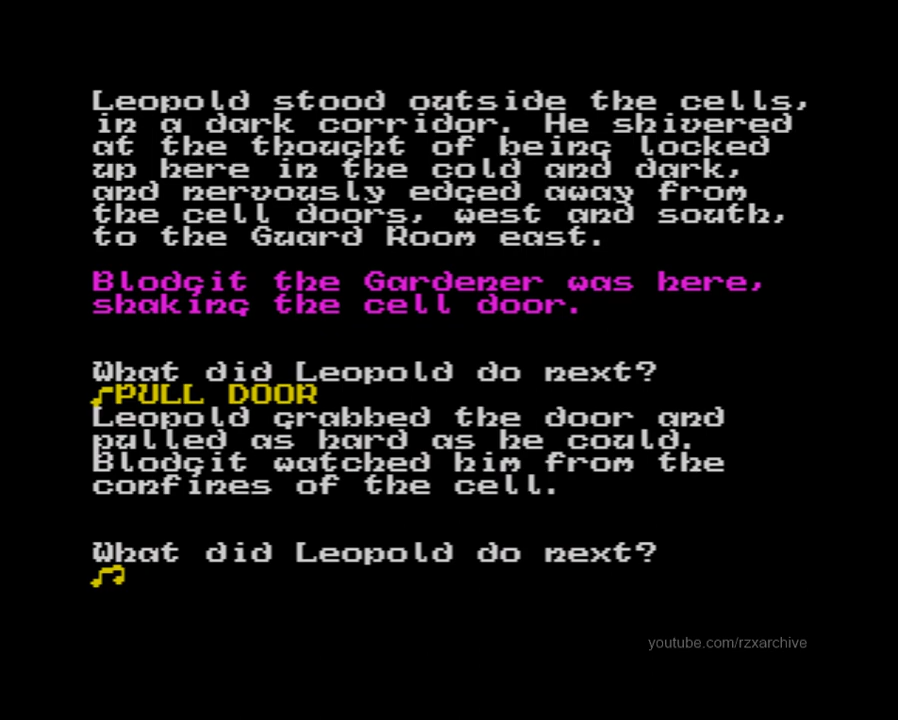 Leopold stood outside the cells,
in a dark corridor. He shivered
at the thought of being locked
up here in the cold and dark,
and nervously edged away from
the cell doors, west and south,
to the Guard Room east.
Blodgit the Gardener was here,
shaking the cell door.
What did Leopold do next?
♪PULL DOOR
Leopold grabbed the door and
pulled as hard as he could.
Blodgit watched him from the
confines of the cell.
What did Leopold do next?
♫
youtube.com/rzxarchive